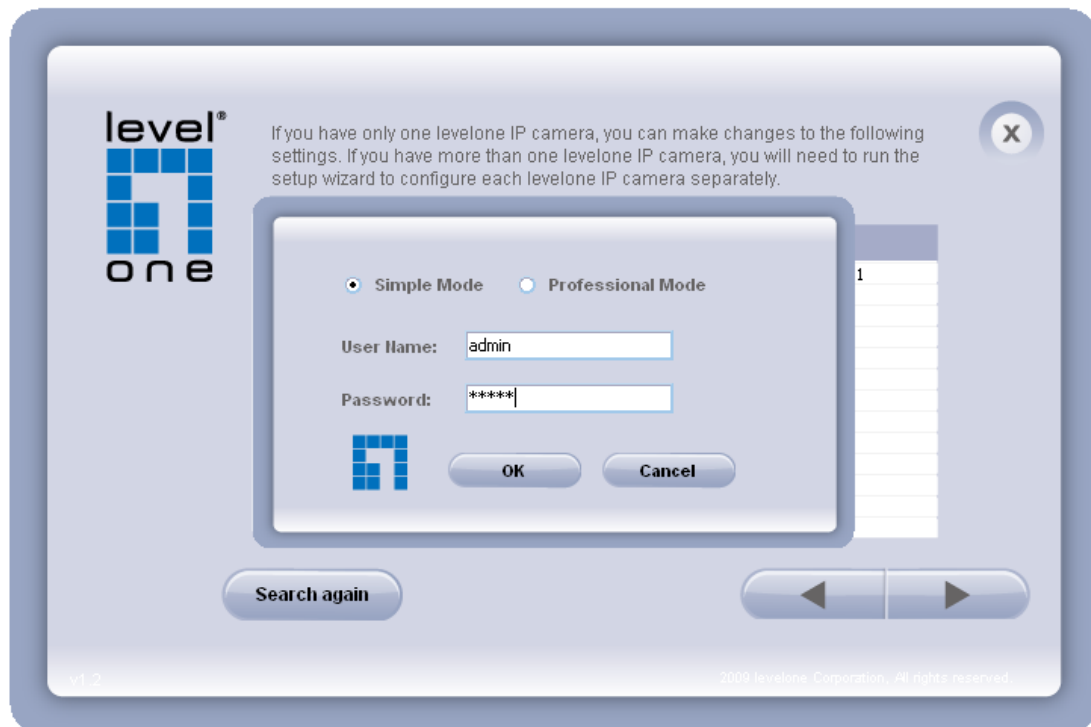 level®
one
If you have only one levelone IP camera, you can make changes to the following
settings. If you have more than one levelone IP camera, you will need to run the
setup wizard to configure each levelone IP camera separately.
X
1
Simple Mode Professional Mode
User Name: admin
Password: *****
OK Cancel
Search again
v1.2 2009 levelone Corporation, All rights reserved.